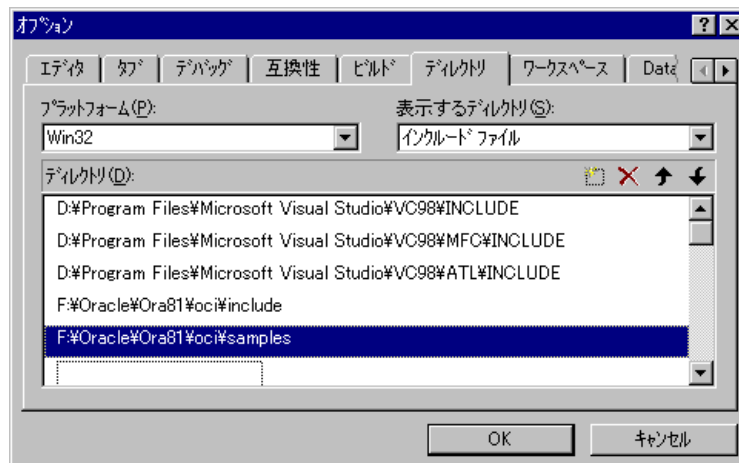 オプション
エディタ タブ デバッグ 互換性 ビルド ディレクトリ ワークスペース Data
プラットフォーム(P): 表示するディレクトリ(S):
Win32 インクルード ファイル
ディレクトリ(D):
D:¥Program Files¥Microsoft Visual Studio¥VC98¥INCLUDE
D:¥Program Files¥Microsoft Visual Studio¥VC98¥MFC¥INCLUDE
D:¥Program Files¥Microsoft Visual Studio¥VC98¥ATL¥INCLUDE
F:¥Oracle¥Ora81¥oci¥include
F:¥Oracle¥Ora81¥oci¥samples
OK キャンセル